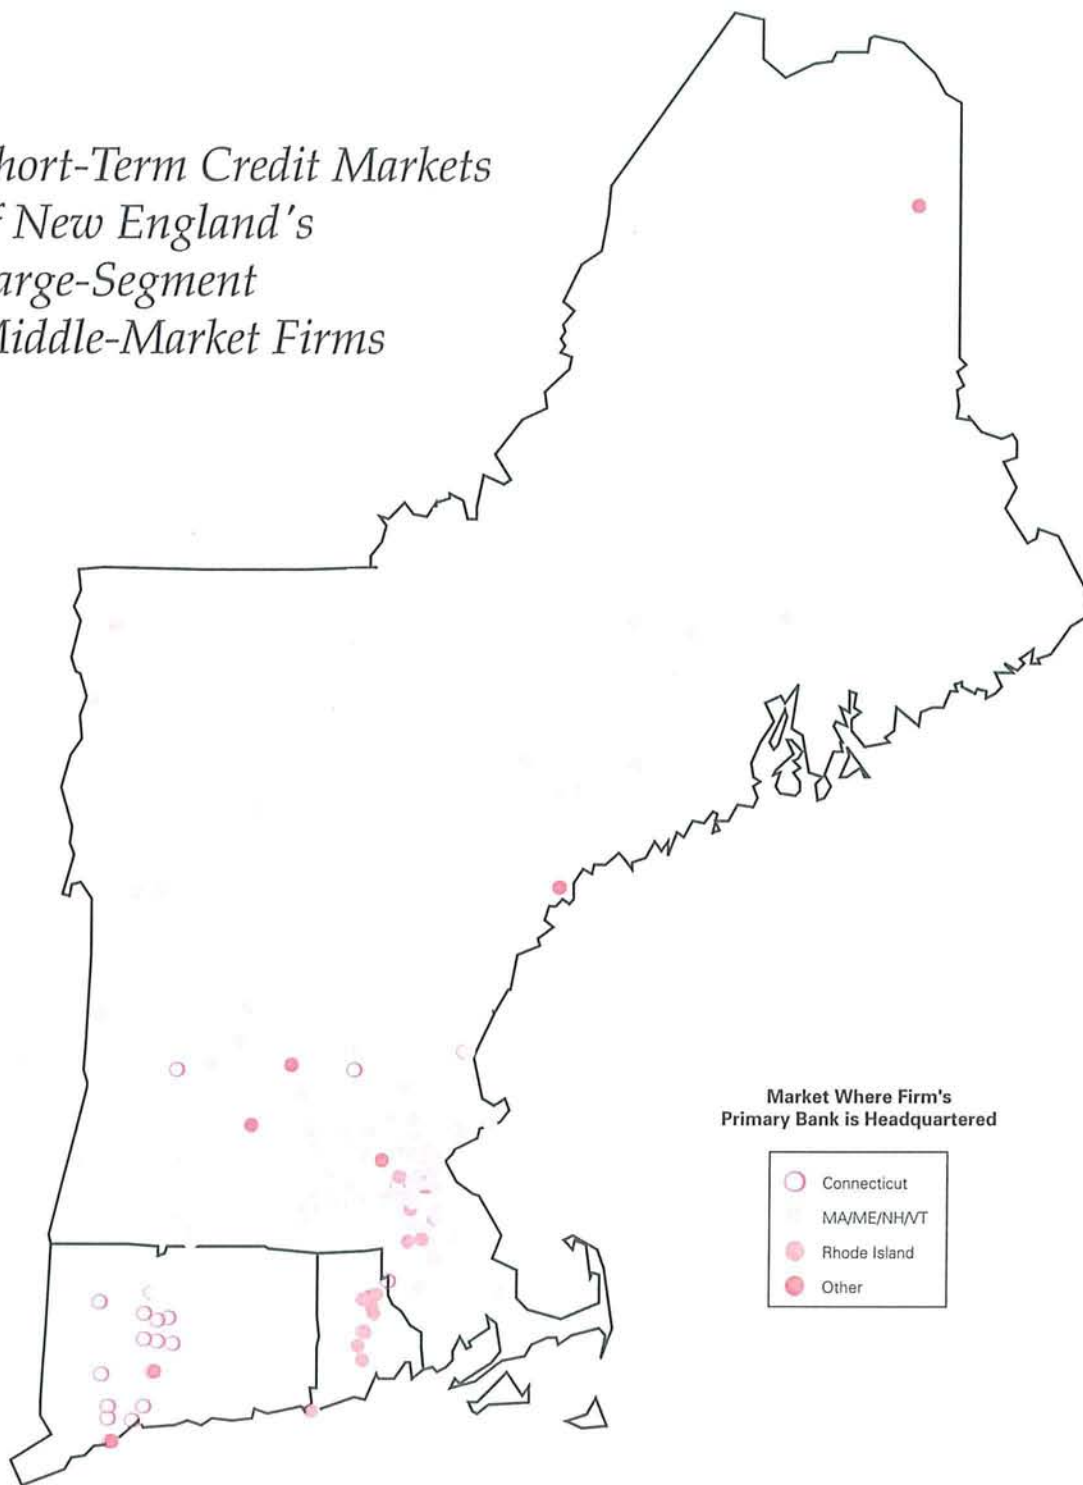 hort-Term Credit Markets
f New England's
arge-Segment
iddle-Market Firms
Market Where Firm's
Primary Bank is Headquartered
Connecticut
MA/ME/NH/VT
Rhode Island
Other